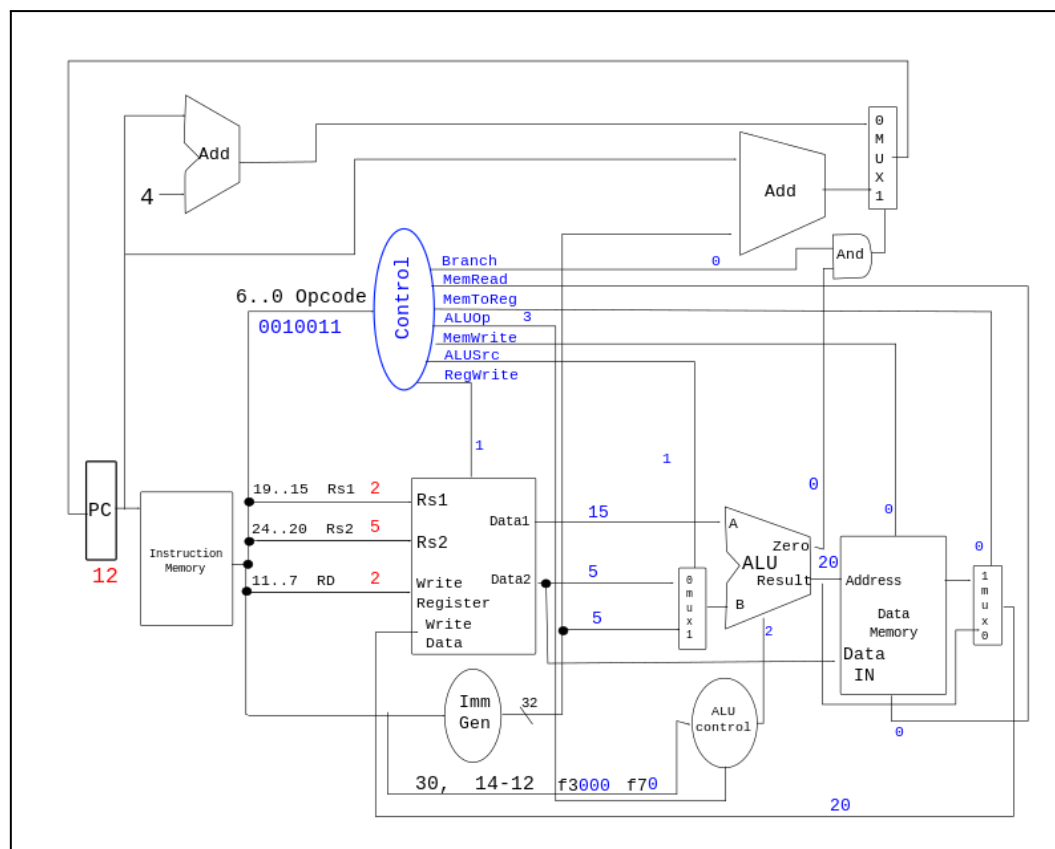 0
M
U
X
1
Add
4
Add
And
Branch 0
MemRead
MemToReg
ALUOp 3
MemWrite
ALUSrc
RegWrite
Control
6..0 Opcode
0010011
1
1
0
0
0
PC
12
Instruction
Memory
19..15 Rs1 2
24..20 Rs2 5
11..7 RD 2
Rs1
Rs2
Write
Register
Write
Data
Data1
Data2
15
5
5
0
m
u
x
1
A
B
ALU
Zero
Result
20
2
Address
Data
Memory
Data
IN
1
m
u
x
0
0
Imm
Gen
32
ALU
control
30, 14-12 f3000 f70
20